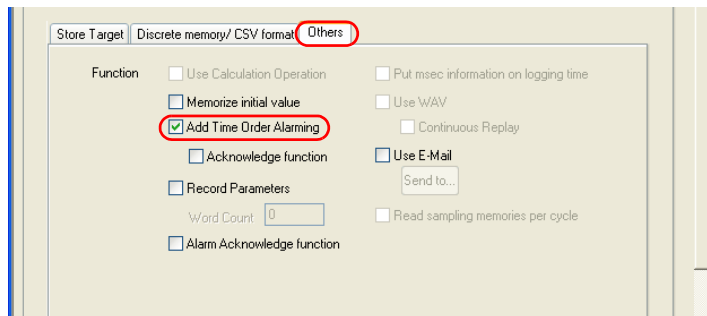 Store Target Discrete memory/ CSV format Others
Function
Use Calculation Operation
Put msec information on logging time
Memorize initial value
Use WAV
Add Time Order Alarming
Continuous Replay
Acknowledge function
Use E-Mail
Record Parameters
Send to...
Word Count 0
Read sampling memories per cycle
Alarm Acknowledge function